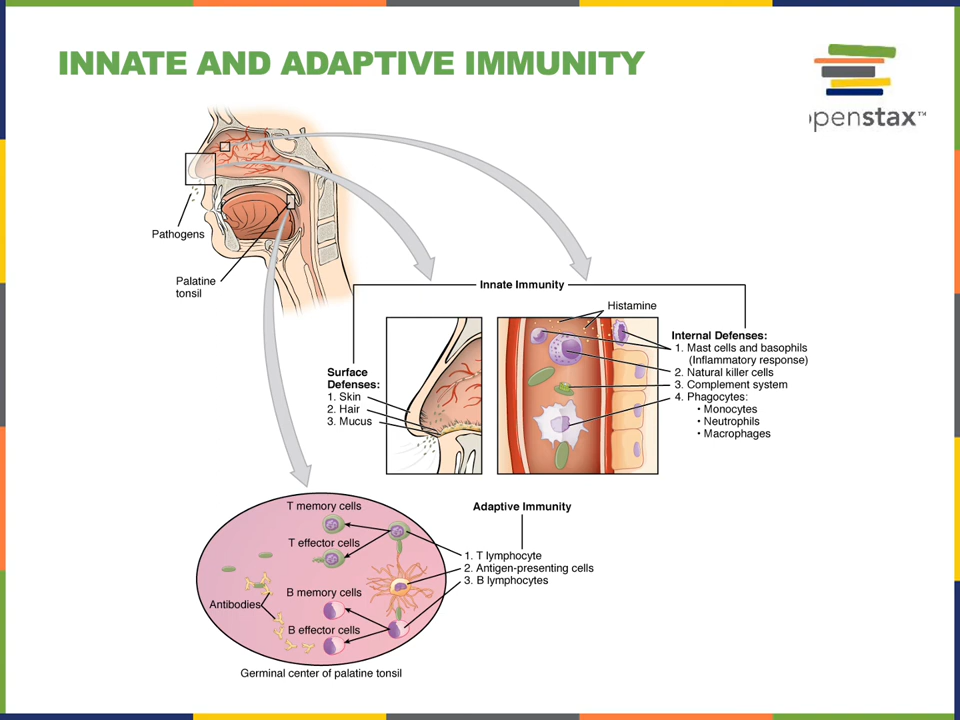 INNATE AND ADAPTIVE IMMUNITY
openstax™
Pathogens
Palatine
tonsil
Innate Immunity
Histamine
Surface
Defenses:
1. Skin
2. Hair
3. Mucus
Internal Defenses:
1. Mast cells and basophils
(Inflammatory response)
2. Natural killer cells
3. Complement system
4. Phagocytes:
• Monocytes
• Neutrophils
• Macrophages
T memory cells
T effector cells
B memory cells
Antibodies
B effector cells
Germinal center of palatine tonsil
Adaptive Immunity
1. T lymphocyte
2. Antigen-presenting cells
3. B lymphocytes